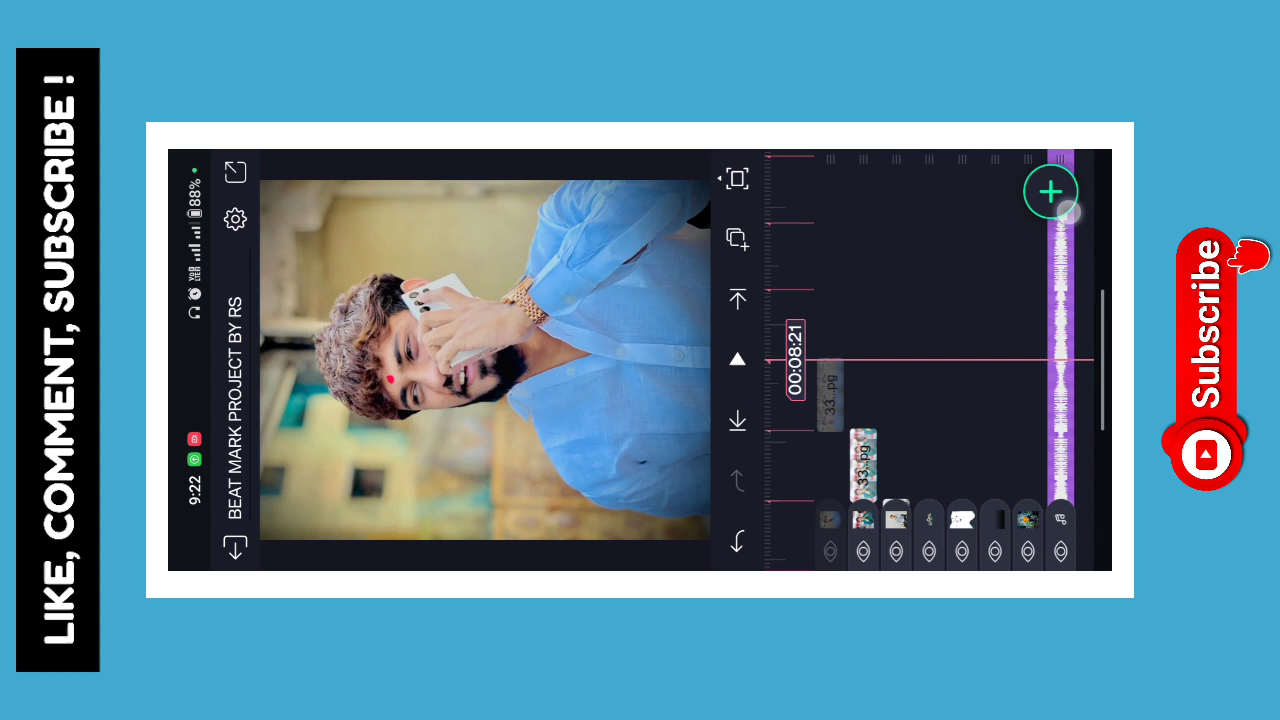 LIKE, COMMENT, SUBSCRIBE !
9:22
88%
BEAT MARK PROJECT BY RS
00:08:21
33...pg
33...pg
Subscribe